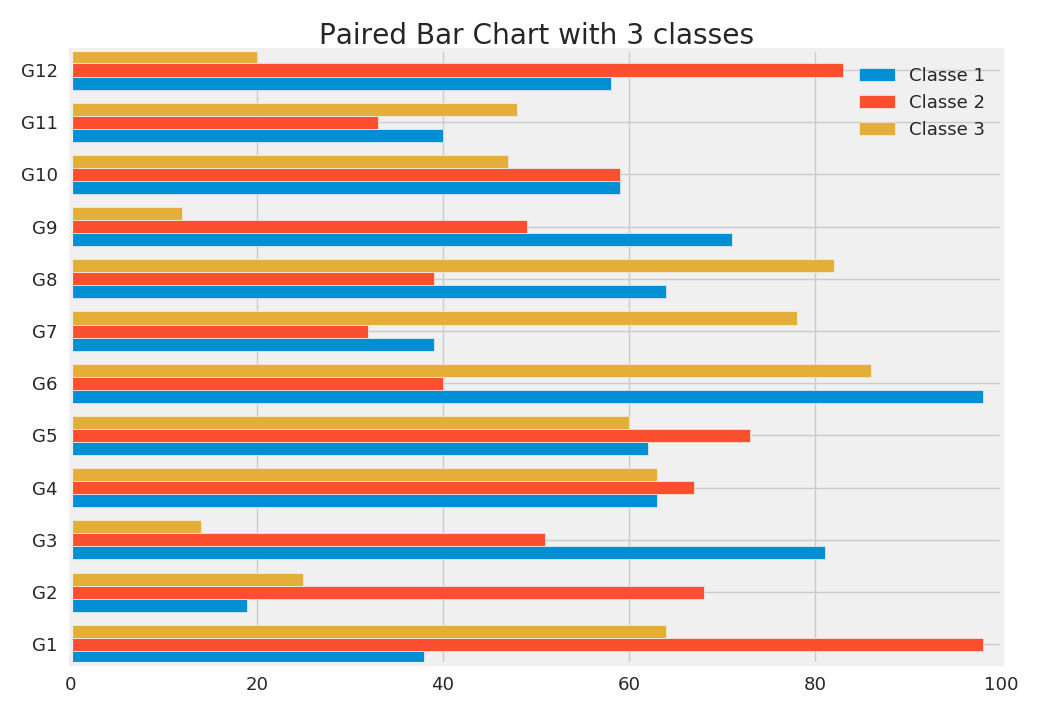 Paired Bar Chart with 3 classes
G12
G11
G10
G9
G8
G7
G6
G5
G4
G3
G2
G1
Classe 1
Classe 2
Classe 3
0 20 40 60 80 100